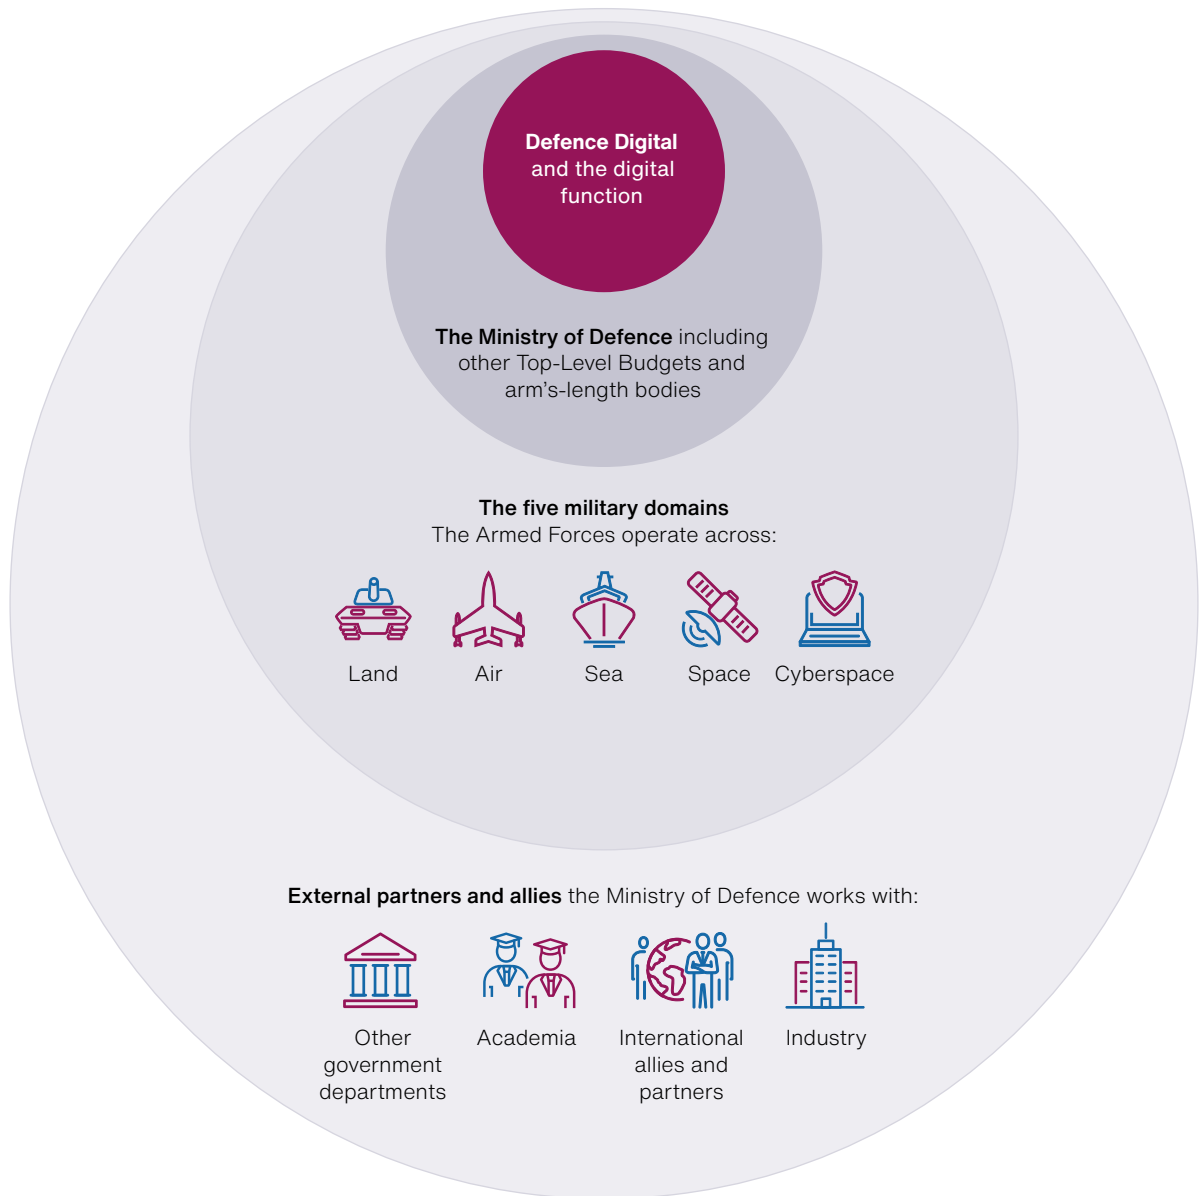 Defence Digital
and the digital
function
The Ministry of Defence including
other Top-Level Budgets and
arm’s-length bodies
The five military domains
The Armed Forces operate across:
Land
Air
Sea
Space
Cyberspace
External partners and allies the Ministry of Defence works with:
Other
government
departments
Academia
International
allies and
partners
Industry